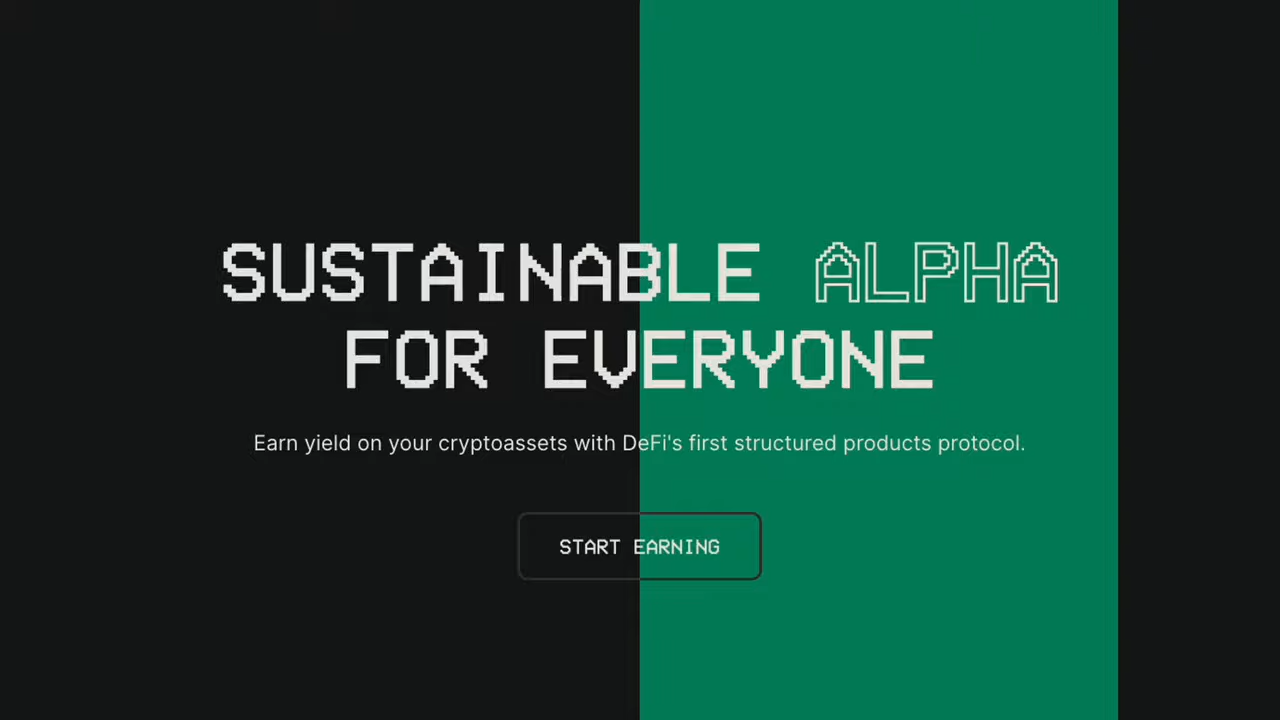 SUSTAINABLE ALPHA
FOR EVERYONE
Earn yield on your cryptoassets with DeFi's first structured products protocol.
START EARNING